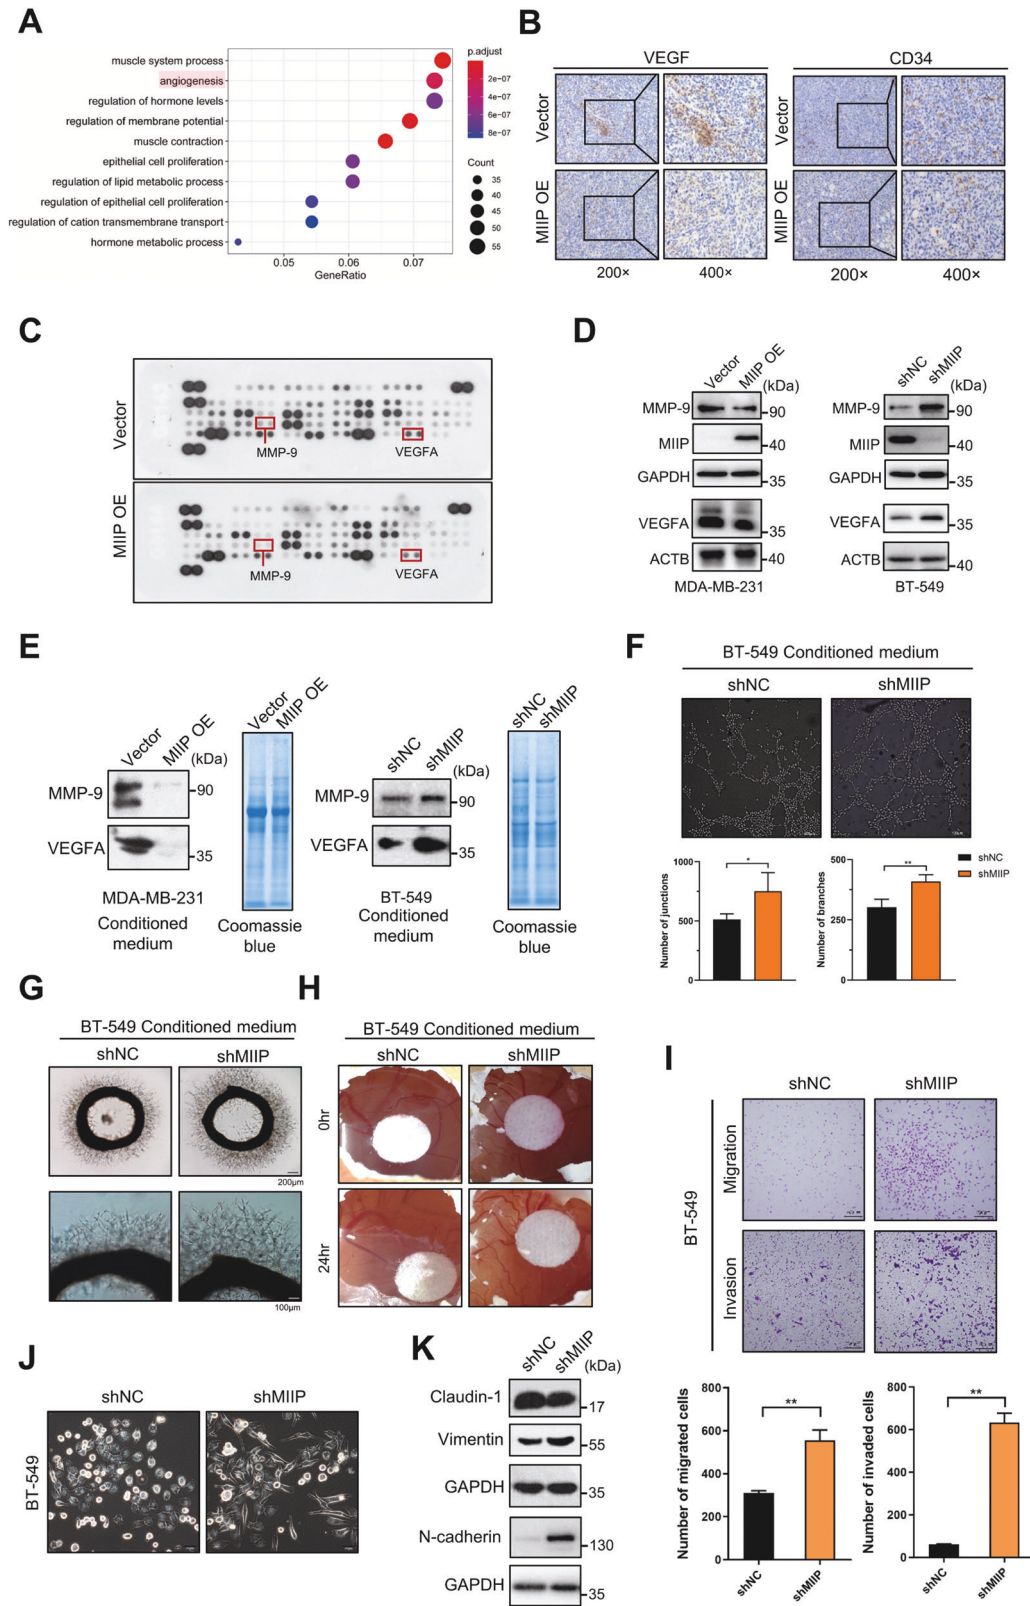 A
muscle system process
angiogenesis
regulation of hormone levels
regulation of membrane potential
muscle contraction
epithelial cell proliferation
regulation of lipid metabolic process
regulation of epithelial cell proliferation
regulation of cation transmembrane transport
hormone metabolic process
0.05 0.06 0.07
GeneRatio
p.adjust
2e-07
4e-07
6e-07
8e-07
Count
35
40
45
50
55
B
VEGF CD34
Vector Vector
MIIP OE MIIP OE
200× 400× 200× 400×
C
Vector
MMP-9 VEGFA
MIIP OE
MMP-9 VEGFA
D
Vector MIIP OE (kDa)
MMP-9 90
MIIP 40
GAPDH 35
VEGFA 35
ACTB 40
MDA-MB-231
shNC shMIIP (kDa)
MMP-9 90
MIIP 40
GAPDH 35
VEGFA 35
ACTB 40
BT-549
E
Vector MIIP OE (kDa)
MMP-9 90
VEGFA 35
MDA-MB-231
Conditioned
medium
Vector MIIP OE
Coomassie
blue
shNC shMIIP (kDa)
MMP-9 90
VEGFA 35
BT-549
Conditioned
medium
shNC shMIIP
Coomassie
blue
F
BT-549 Conditioned medium
shNC shMIIP
Number of junctions
1000
500
0
*
Number of branches
500
250
0
**
shNC
shMIIP
G
BT-549 Conditioned medium
shNC shMIIP
200μm
100μm
H
BT-549 Conditioned medium
shNC shMIIP
0hr
24hr
I
shNC shMIIP
BT-549
Migration
Invasion
Number of migrated cells
800
600
400
200
0
**
shNC shMIIP
Number of invaded cells
800
600
400
200
0
**
shNC shMIIP
J
shNC shMIIP
BT-549
K
shNC shMIIP (kDa)
Claudin-1 17
Vimentin 55
GAPDH 35
N-cadherin 130
GAPDH 35